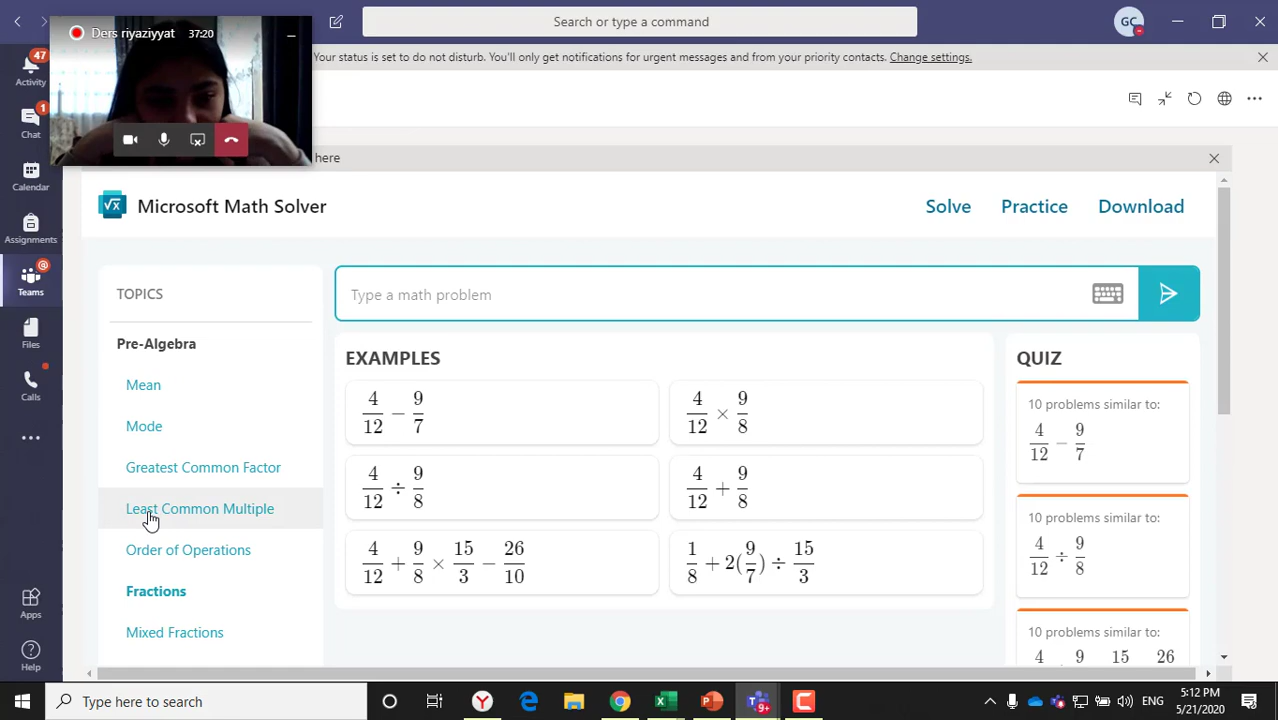 Search or type a command
GC
Ders riyaziyyat
37:20
Your status is set to do not disturb. You'll only get notifications for urgent messages and from your priority contacts. Change settings.
47
Activity
1
Chat
Calendar
Assignments
@
Teams
Files
Calls
Apps
Help
here
√x
Microsoft Math Solver
Solve
Practice
Download
TOPICS
Pre-Algebra
Mean
Mode
Greatest Common Factor
Least Common Multiple
Order of Operations
Fractions
Mixed Fractions
Type a math problem
EXAMPLES
4/12 − 9/7
4/12 × 9/8
4/12 ÷ 9/8
4/12 + 9/8
4/12 + 9/8 × 15/3 − 26/10
1/8 + 2(9/7) ÷ 15/3
QUIZ
10 problems similar to:
4/12 − 9/7
10 problems similar to:
4/12 ÷ 9/8
10 problems similar to:
4 9 15 26
Type here to search
9+
ENG
5:12 PM
5/21/2020